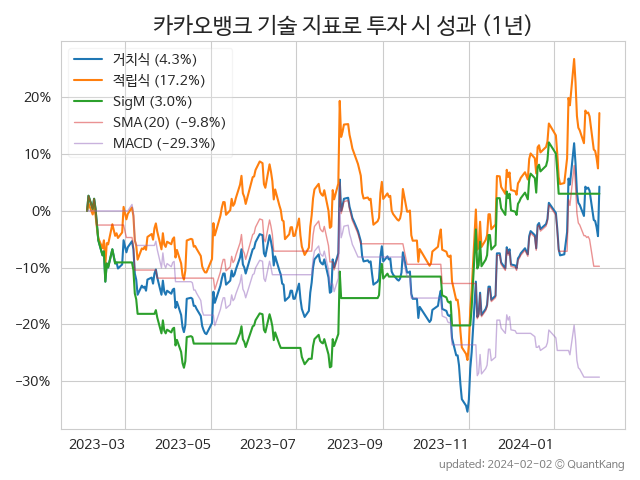 카카오뱅크 기술 지표로 투자 시 성과 (1년)
거치식 (4.3%)
적립식 (17.2%)
SigM (3.0%)
SMA(20) (−9.8%)
MACD (−29.3%)
20%
10%
0%
−10%
−20%
−30%
2023-03 2023-05 2023-07 2023-09 2023-11 2024-01
updated: 2024-02-02 © QuantKang